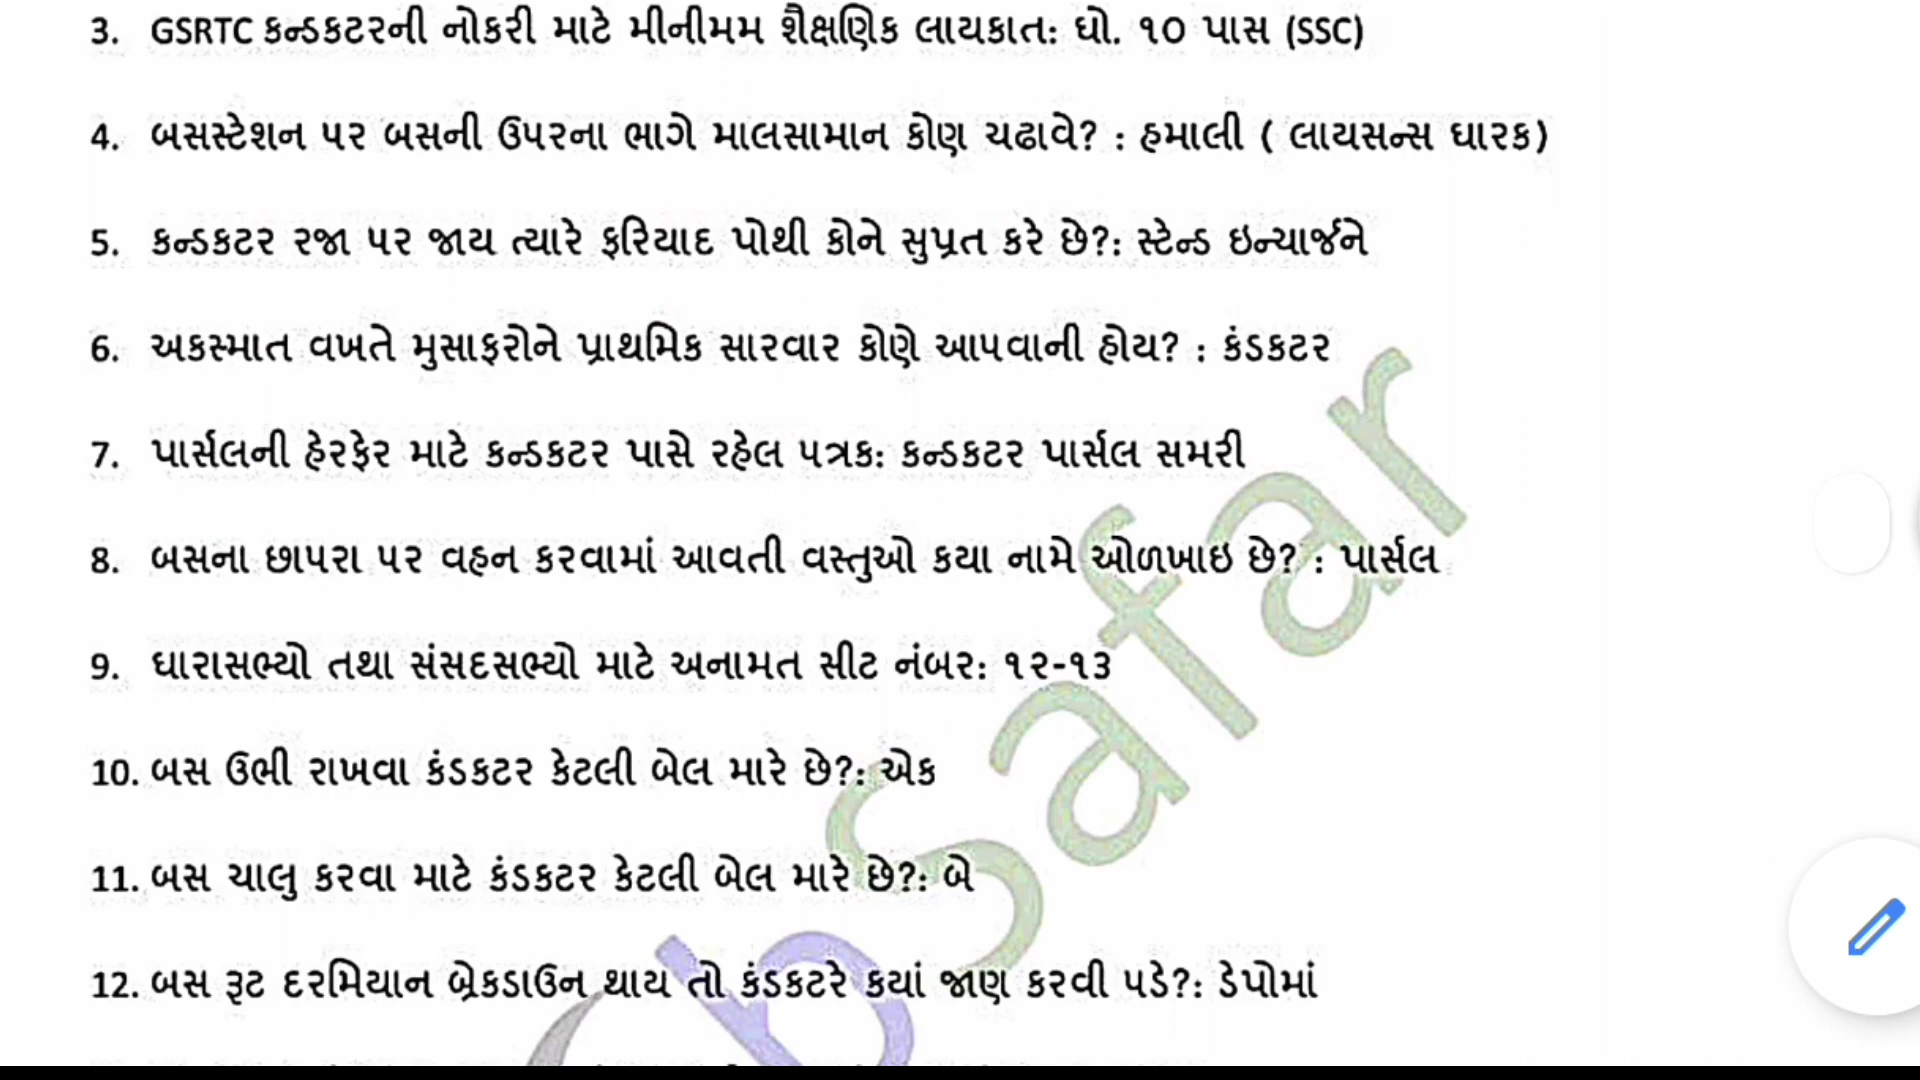 3. GSRTC કન્ડકટરની નોકરી માટે મીનીમમ શૈક્ષણિક લાયકાત: ધો. ૧૦ પાસ (SSC)
4. બસસ્ટેશન પર બસની ઉપરના ભાગે માલસામાન કોણ ચઢાવે? : હમાલી ( લાયસન્સ ધારક)
5. કન્ડકટર રજા પર જાય ત્યારે ફરિયાદ પોથી કોને સુપ્રત કરે છે?: સ્ટેન્ડ ઇન્ચાર્જને
6. અકસ્માત વખતે મુસાફરોને પ્રાથમિક સારવાર કોણે આપવાની હોય? : કંડકટર
7. પાર્સલની હેરફેર માટે કન્ડકટર પાસે રહેલ પત્રક: કન્ડકટર પાર્સલ સમરી
8. બસના છાપરા પર વહન કરવામાં આવતી વસ્તુઓ કયા નામે ઓળખાઇ છે? : પાર્સલ
9. ધારાસભ્યો તથા સંસદસભ્યો માટે અનામત સીટ નંબર: ૧૨-૧૩
10. બસ ઉભી રાખવા કંડકટર કેટલી બેલ મારે છે?: એક
11. બસ ચાલુ કરવા માટે કંડકટર કેટલી બેલ મારે છે?: બે
12. બસ રૂટ દરમિયાન બ્રેકડાઉન થાય તો કંડકટરે કયાં જાણ કરવી પડે?: ડેપોમાં
Safar